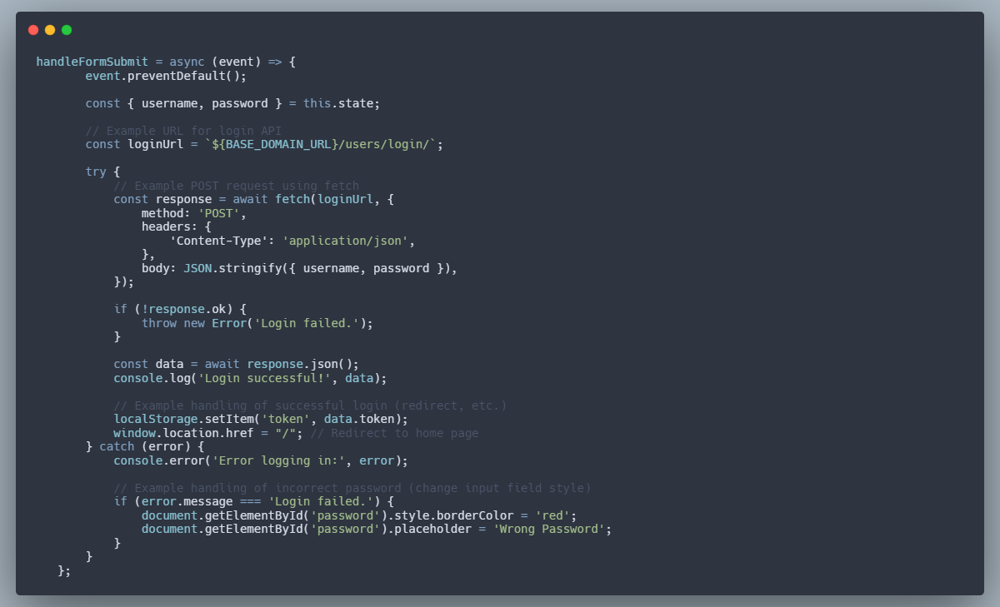 handleFormSubmit = async (event) => {
event.preventDefault();
const { username, password } = this.state;
// Example URL for login API
const loginUrl = `${BASE_DOMAIN_URL}/users/login/`;
try {
// Example POST request using fetch
const response = await fetch(loginUrl, {
method: 'POST',
headers: {
'Content-Type': 'application/json',
},
body: JSON.stringify({ username, password }),
});
if (!response.ok) {
throw new Error('Login failed.');
}
const data = await response.json();
console.log('Login successful!', data);
// Example handling of successful login (redirect, etc.)
localStorage.setItem('token', data.token);
window.location.href = "/"; // Redirect to home page
} catch (error) {
console.error('Error logging in:', error);
// Example handling of incorrect password (change input field style)
if (error.message === 'Login failed.') {
document.getElementById('password').style.borderColor = 'red';
document.getElementById('password').placeholder = 'Wrong Password';
}
}
};